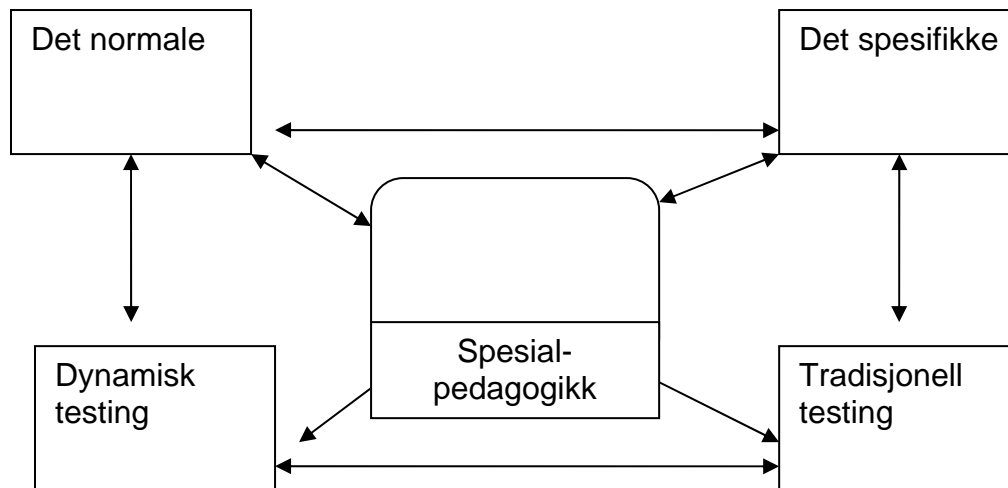 Det normale
Det spesifikke
Spesial-
pedagogikk
Dynamisk
testing
Tradisjonell
testing